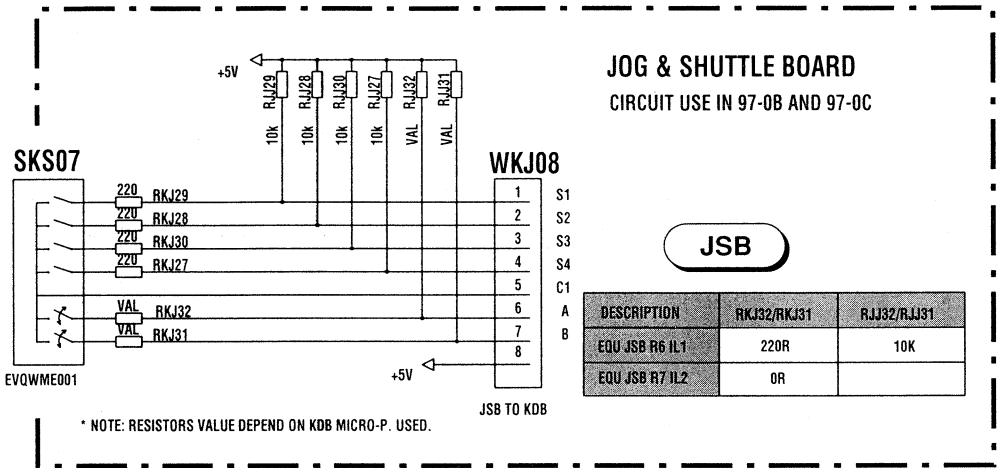 JOG & SHUTTLE BOARD
CIRCUIT USE IN 97-0B AND 97-0C
+5V
RJJ29
RJJ28
RJJ30
RJJ27
RJJ32
RJJ31
10k
10k
10k
10k
VAL
VAL
SKS07
WKJ08
220 RKJ29
220 RKJ28
220 RKJ30
220 RKJ27
VAL RKJ32
VAL RKJ31
1 S1
2 S2
3 S3
4 S4
5 C1
6 A
7 B
8
+5V
EVQWME001
JSB TO KDB
JSB
DESCRIPTION RKJ32/RKJ31 RJJ32/RJJ31
EQU JSB R6 IL1 220R 10K
EQU JSB R7 IL2 0R
* NOTE: RESISTORS VALUE DEPEND ON KDB MICRO-P. USED.